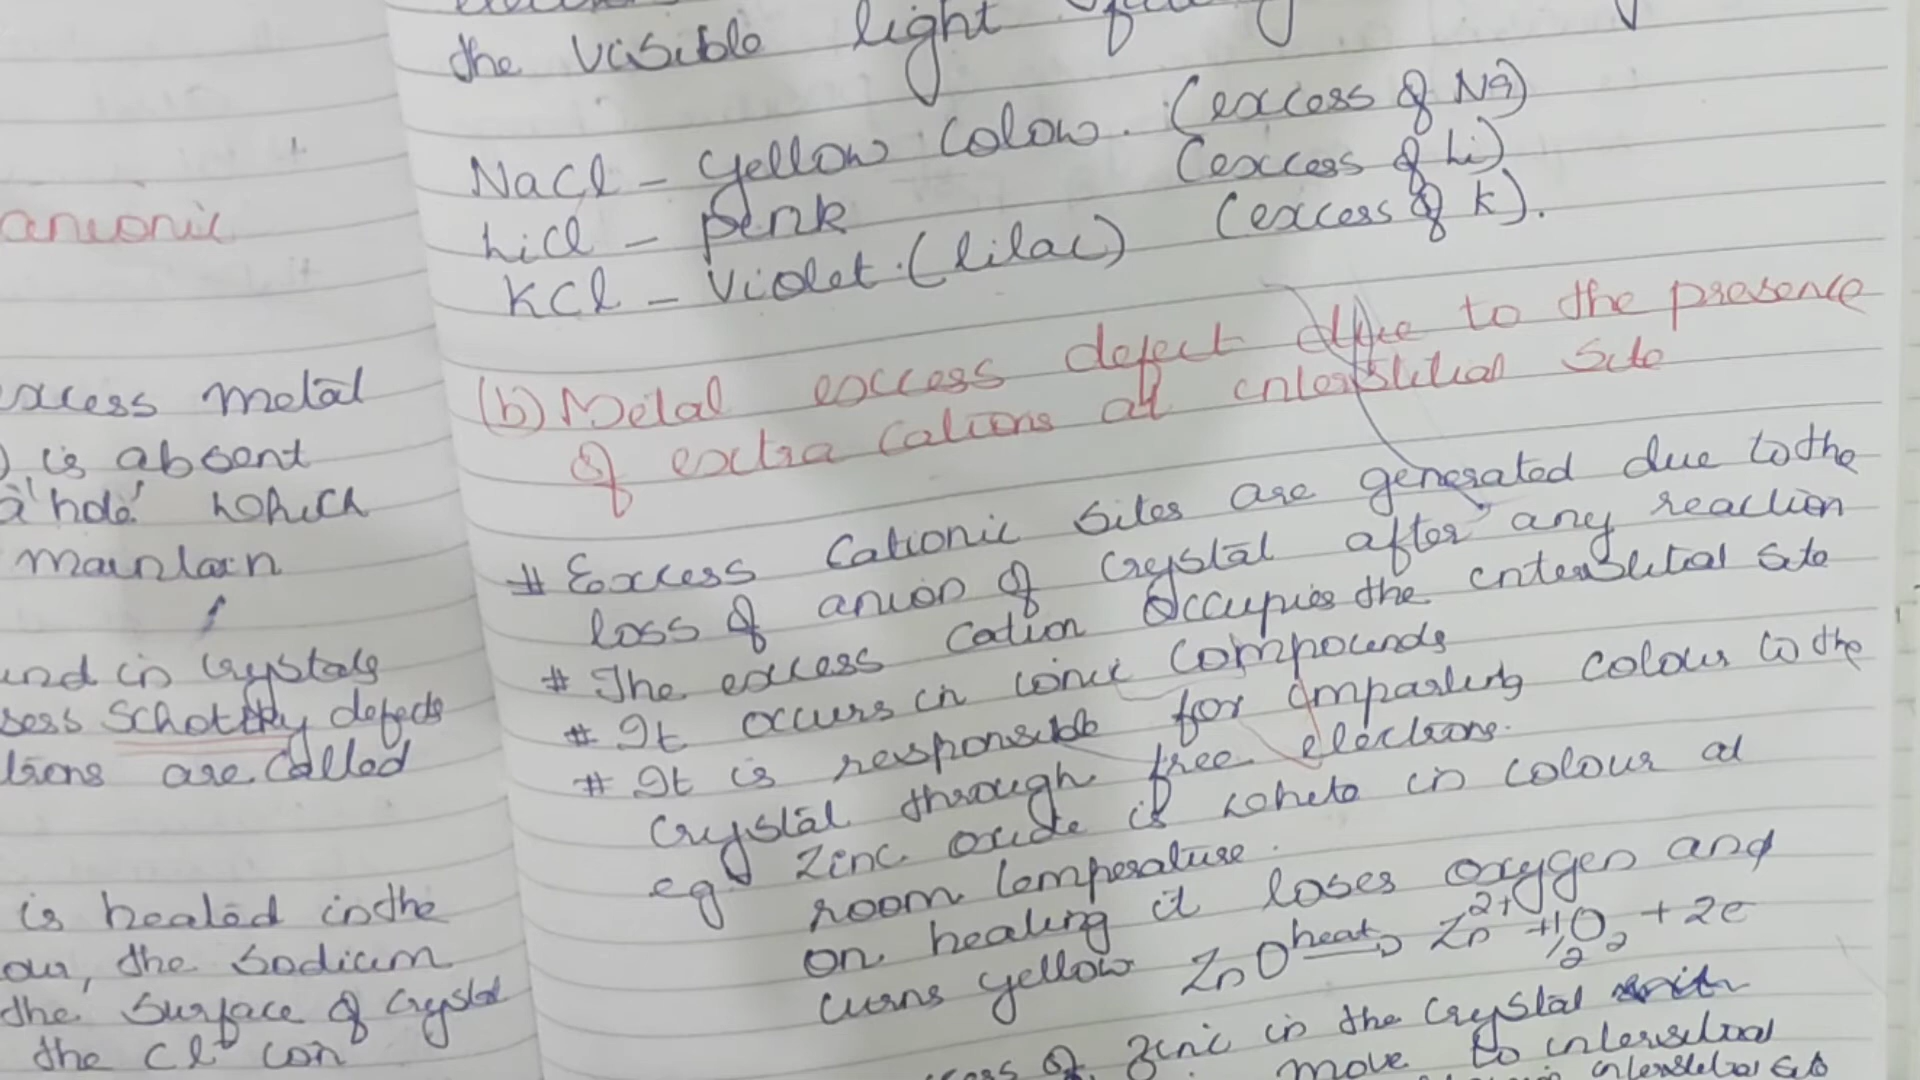 anionic
excess metal
) is absent
a 'hole' which
maintain
und in crystals
sess Schottky defects
are called
is heated in the
our, the Sodium
the Surface of crystal
the Cl⁻ ion
the visible light
NaCl - yellow colour. (excess of Na)
LiCl - pink (excess of Li)
KCl - Violet. (lilac) (excess of K).
(b) Metal excess defect due to the presence
of extra cations at interstitial site
# Excess Cationic Sites are generated due to the
loss of anion of crystal after any reaction
# The excess cation occupies the interstitial site
# It occurs in ionic compounds
# It is responsible for imparting colour to the
crystal through free electrons.
eg Zinc oxide is white in colour at
room temperature.
On heating it loses oxygen and
turns yellow ZnO heat→ Zn²⁺ + 1/2 O₂ + 2e⁻
of Zinc in the crystal
move to interstitial
interstitial site